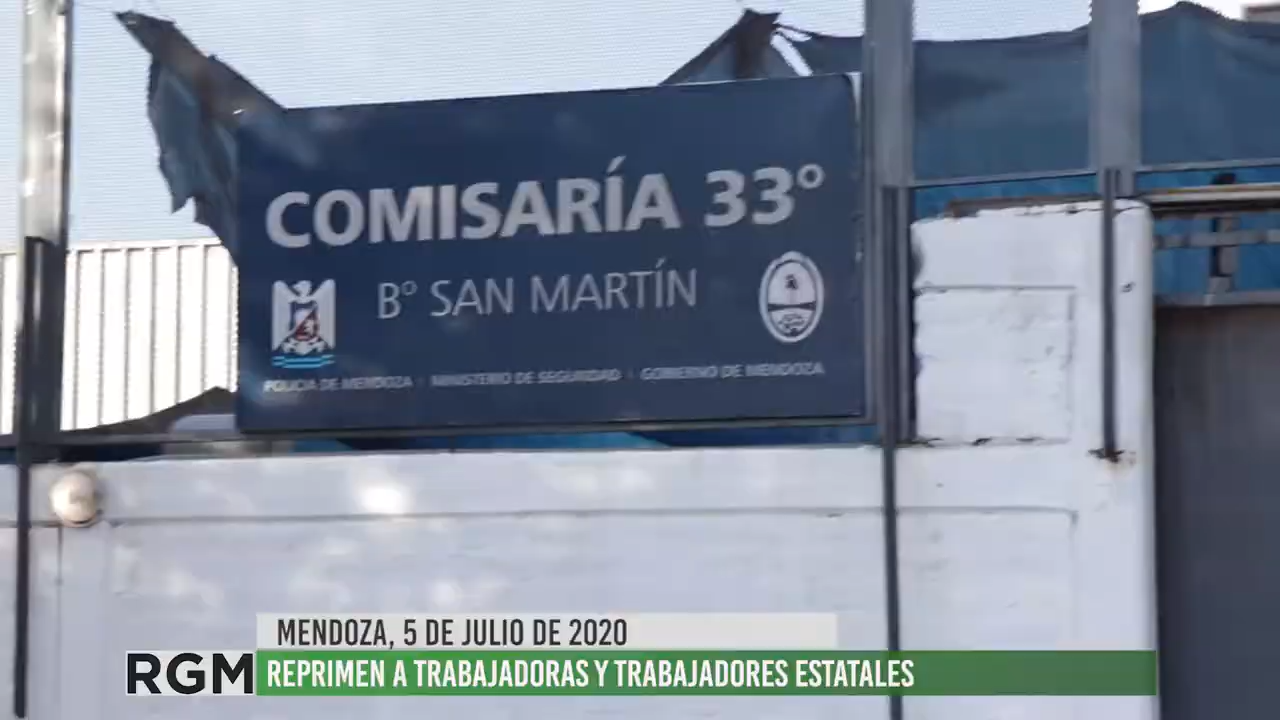 COMISARÍA 33°
B° SAN MARTÍN
POLICIA DE MENDOZA | MINISTERIO DE SEGURIDAD | GOBIERNO DE MENDOZA
MENDOZA, 5 DE JULIO DE 2020
RGM REPRIMEN A TRABAJADORAS Y TRABAJADORES ESTATALES